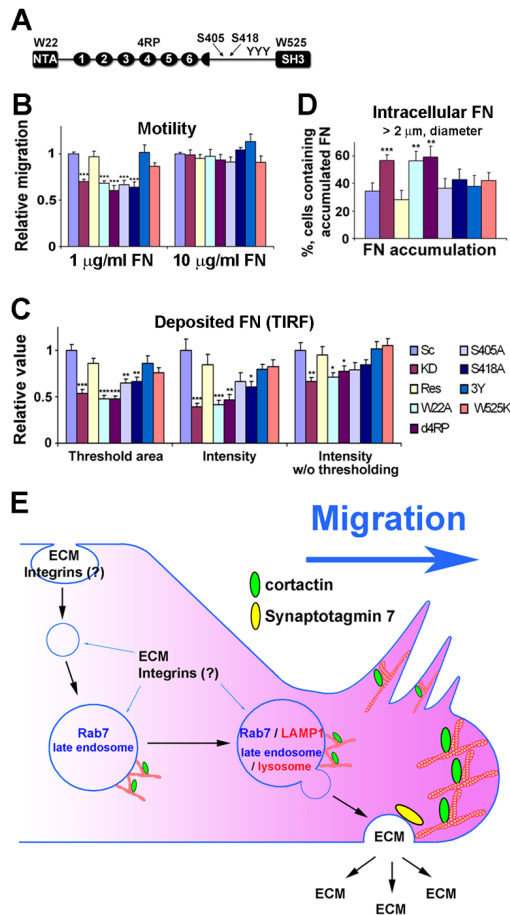 A
W22 4RP S405 S418 YYY W525
NTA 1 2 3 4 5 6 SH3
B
Motility
Relative migration
1
0.5
0
*** *** *** *** ***
1 µg/ml FN 10 µg/ml FN
D
Intracellular FN
> 2 µm, diameter
%, cells containing
accumulated FN
60
40
20
0
*** ** **
FN accumulation
C
Deposited FN (TIRF)
Relative value
1
0.5
0
*** *** *** ** **
*** ** ** *
** * *
Threshold area
Intensity
Intensity
w/o thresholding
Sc
KD
Res
W22A
d4RP
S405A
S418A
3Y
W525K
E
Migration
ECM
Integrins (?)
cortactin
Synaptotagmin 7
ECM
Integrins (?)
Rab7
late endosome
Rab7 / LAMP1
late endosome
/ lysosome
ECM
ECM
ECM
ECM
ECM